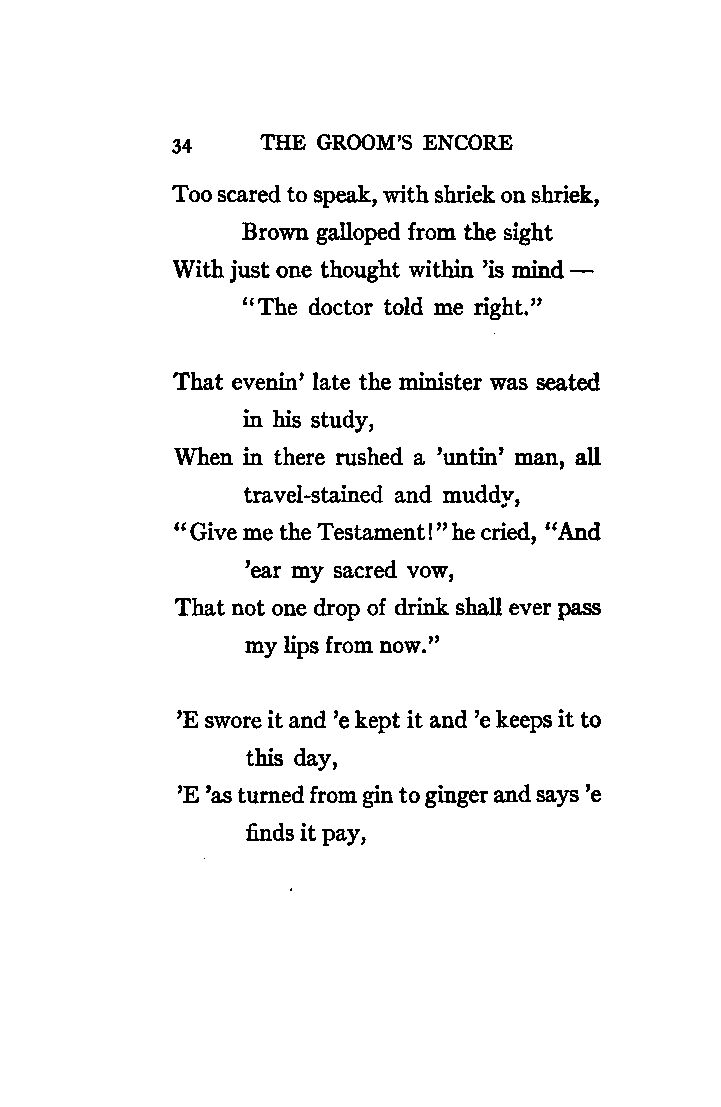 34 THE GROOM'S ENCORE
Too scared to speak, with shriek on shriek,
Brown galloped from the sight
With just one thought within 'is mind —
"The doctor told me right."
That evenin' late the minister was seated
in his study,
When in there rushed a 'untin' man, all
travel-stained and muddy,
"Give me the Testament!" he cried, "And
'ear my sacred vow,
That not one drop of drink shall ever pass
my lips from now."
'E swore it and 'e kept it and 'e keeps it to
this day,
'E 'as turned from gin to ginger and says 'e
finds it pay,